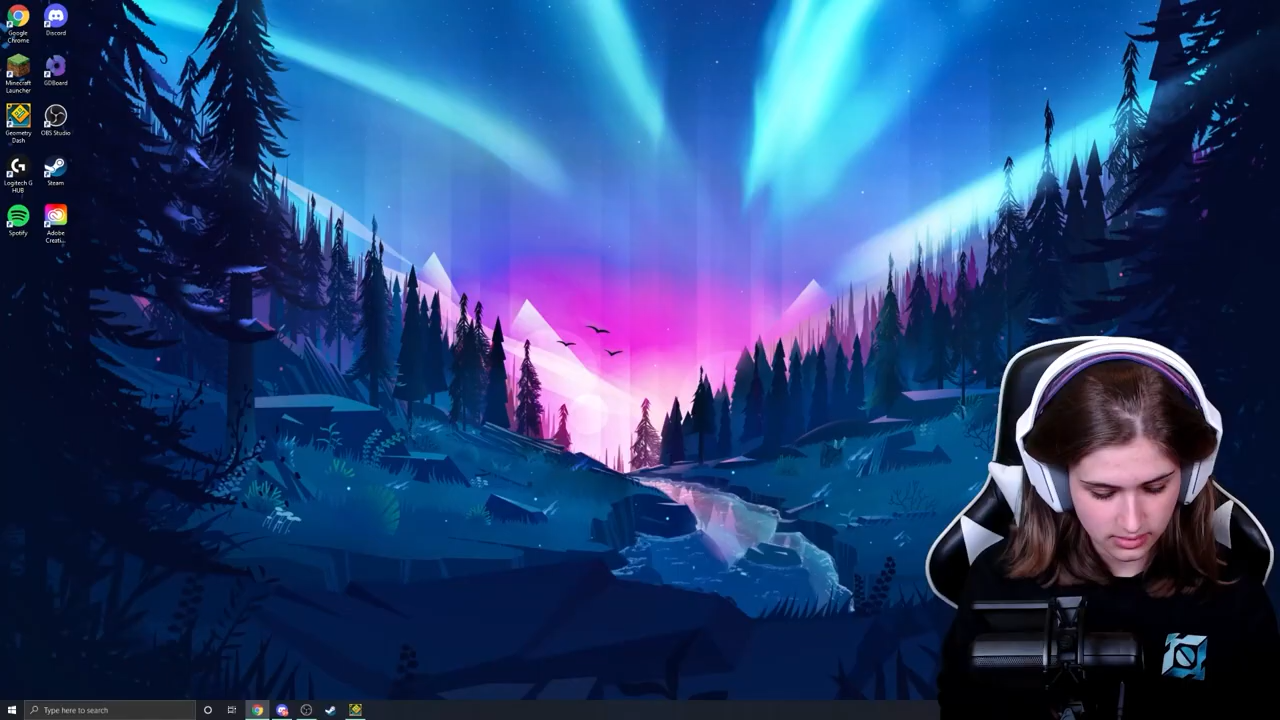 Google
Chrome
Discord
Minecraft
Launcher
GDBoard
Geometry
Dash
OBS Studio
Logitech G
HUB
Steam
Spotify
Adobe
Creati...
Type here to search